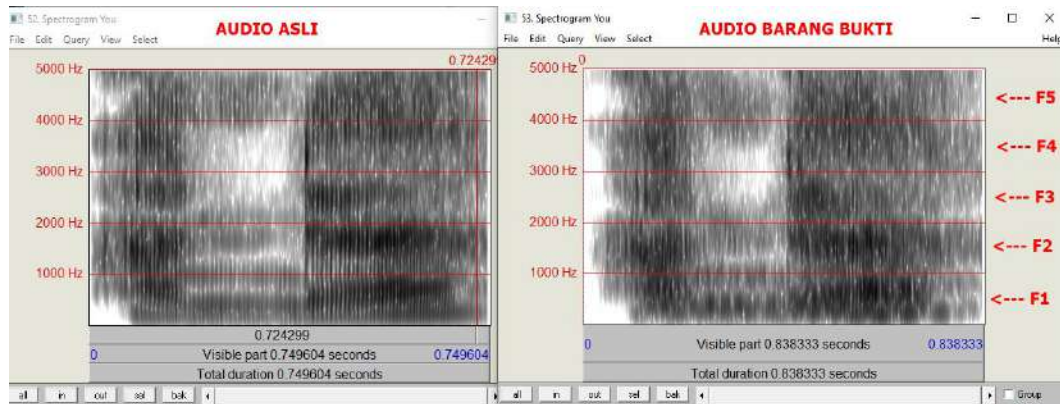 52. Spectrogram You
AUDIO ASLI
File Edit Query View Select
0.72429
5000 Hz
4000 Hz
3000 Hz
2000 Hz
1000 Hz
0.724299
0 Visible part 0.749604 seconds 0.749604
Total duration 0.749604 seconds
all in out sel bak
53. Spectrogram You
AUDIO BARANG BUKTI
File Edit Query View Select Help
0
5000 Hz
4000 Hz
3000 Hz
2000 Hz
1000 Hz
<--- F5
<--- F4
<--- F3
<--- F2
<--- F1
0 Visible part 0.838333 seconds 0.838333
Total duration 0.838333 seconds
all in out sel bak Group